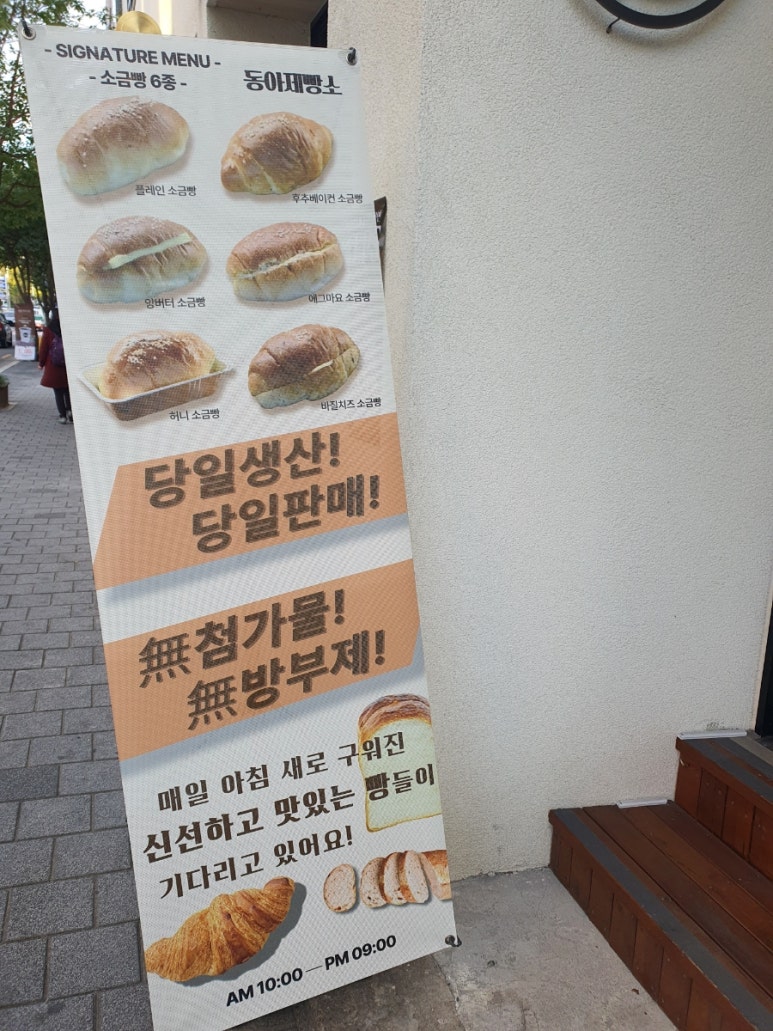 - SIGNATURE MENU -
- 소금빵 6종 -
동아제빵소
플레인 소금빵
후추베이컨 소금빵
앙버터 소금빵
에그마요 소금빵
허니 소금빵
바질치즈 소금빵
당일생산!
당일판매!
無첨가물!
無방부제!
매일 아침 새로 구워진
신선하고 맛있는 빵들이
기다리고 있어요!
AM 10:00 — PM 09:00